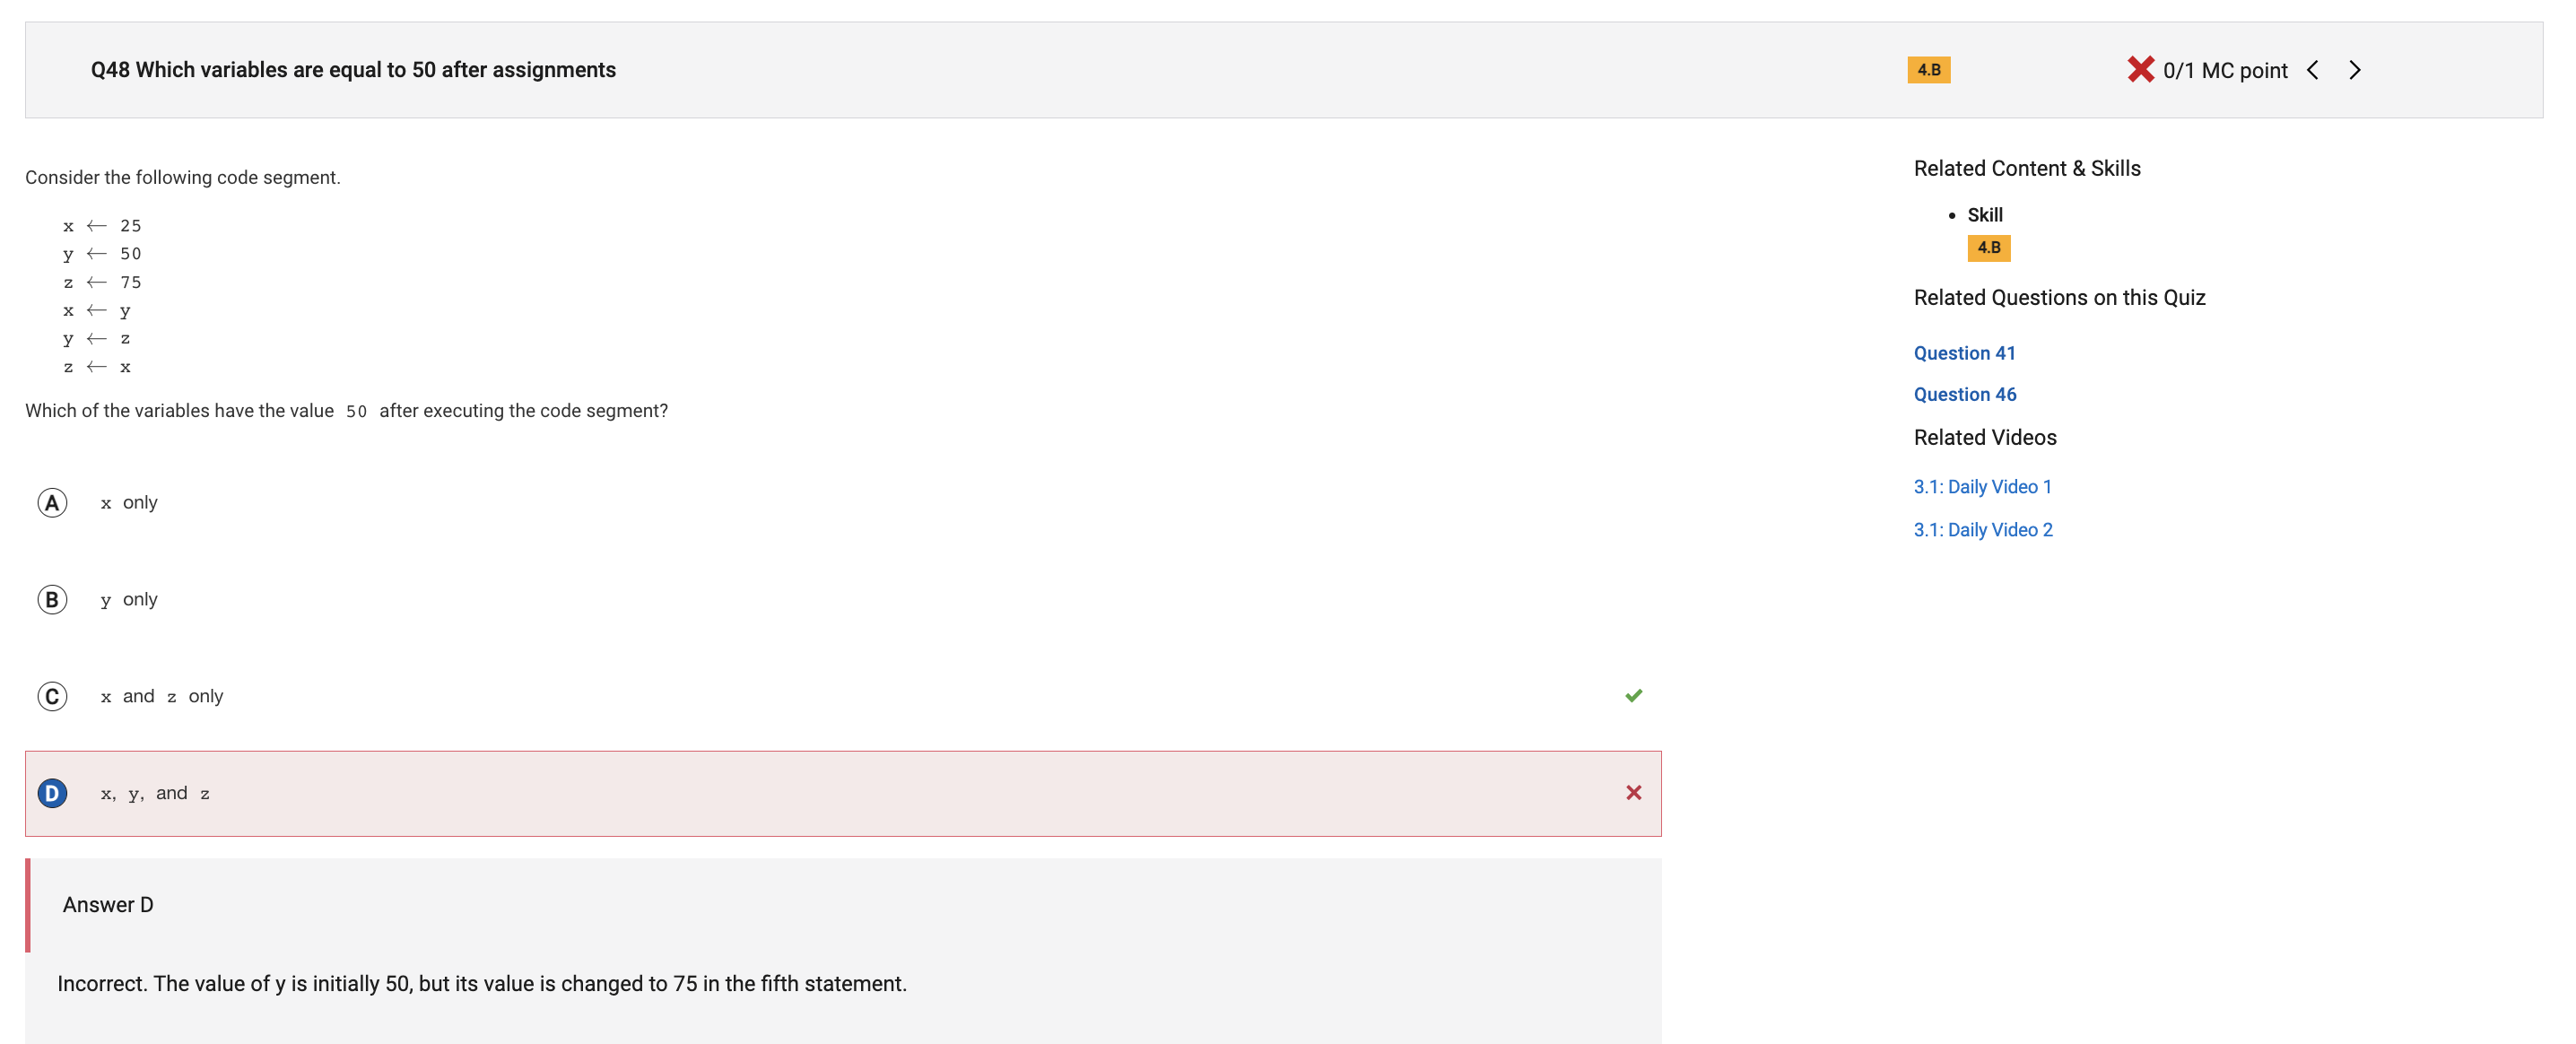 Q48 Which variables are equal to 50 after assignments
4.B
0/1 MC point
Consider the following code segment.
x ← 25
y ← 50
z ← 75
x ← y
y ← z
z ← x
Which of the variables have the value 50 after executing the code segment?
A x only
B y only
C x and z only
D x, y, and z
Answer D
Incorrect. The value of y is initially 50, but its value is changed to 75 in the fifth statement.
Related Content & Skills
• Skill
4.B
Related Questions on this Quiz
Question 41
Question 46
Related Videos
3.1: Daily Video 1
3.1: Daily Video 2